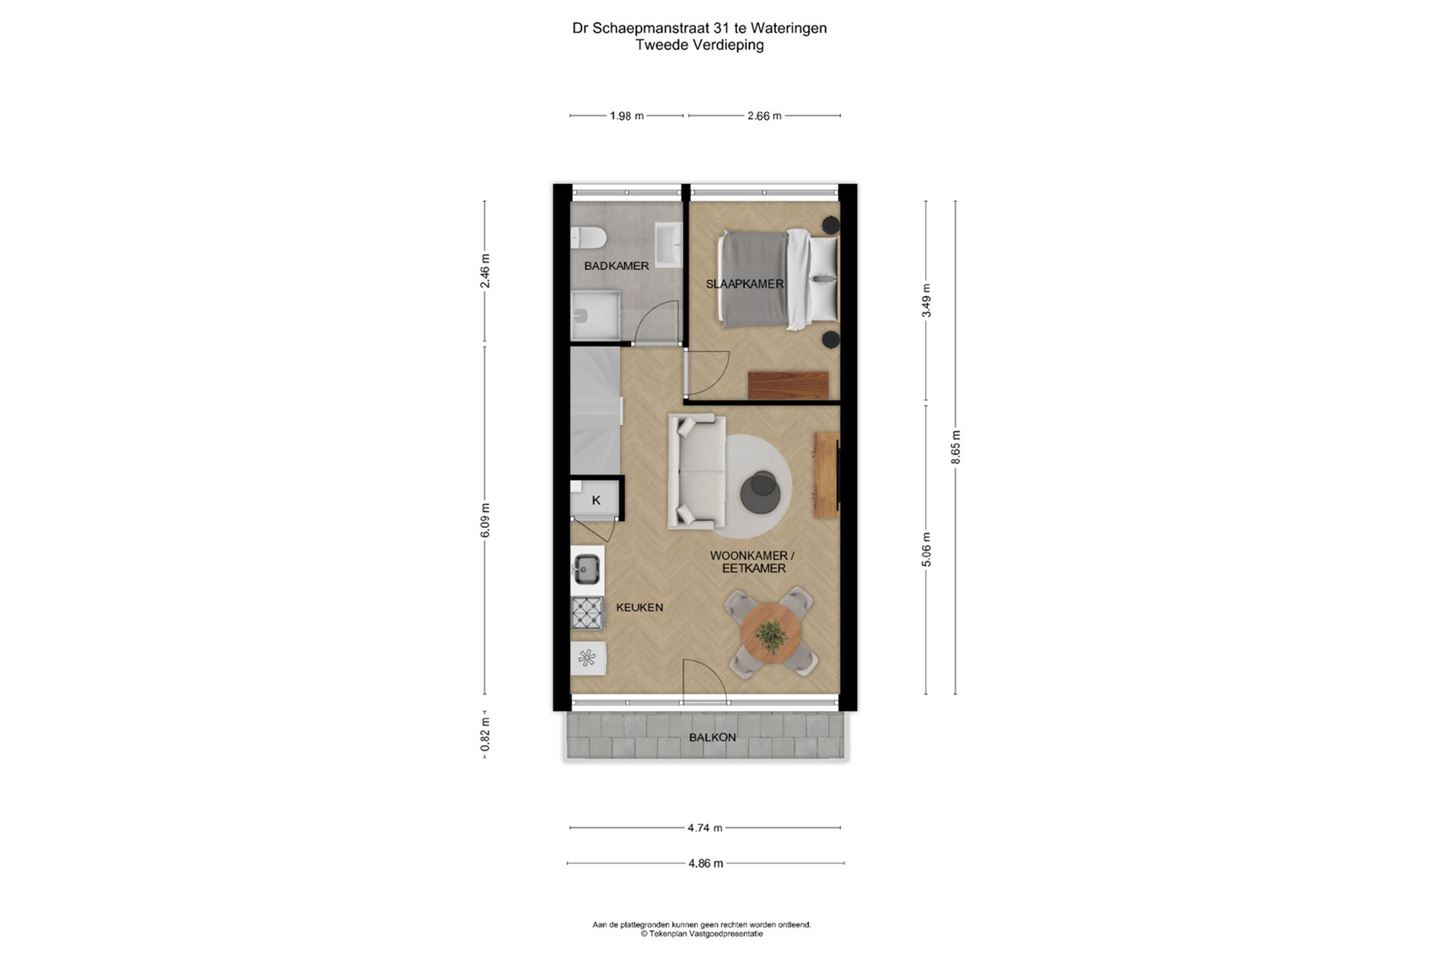 Dr Schaepmanstraat 31 te Wateringen
Tweede Verdieping
1.98 m
2.66 m
2.46 m
3.49 m
BADKAMER
SLAAPKAMER
8.65 m
K
6.09 m
5.06 m
WOONKAMER /
EETKAMER
KEUKEN
0.82 m
BALKON
4.74 m
4.86 m
Aan de plattegronden kunnen geen rechten worden ontleend.
© Tekenplan Vastgoedpresentatie